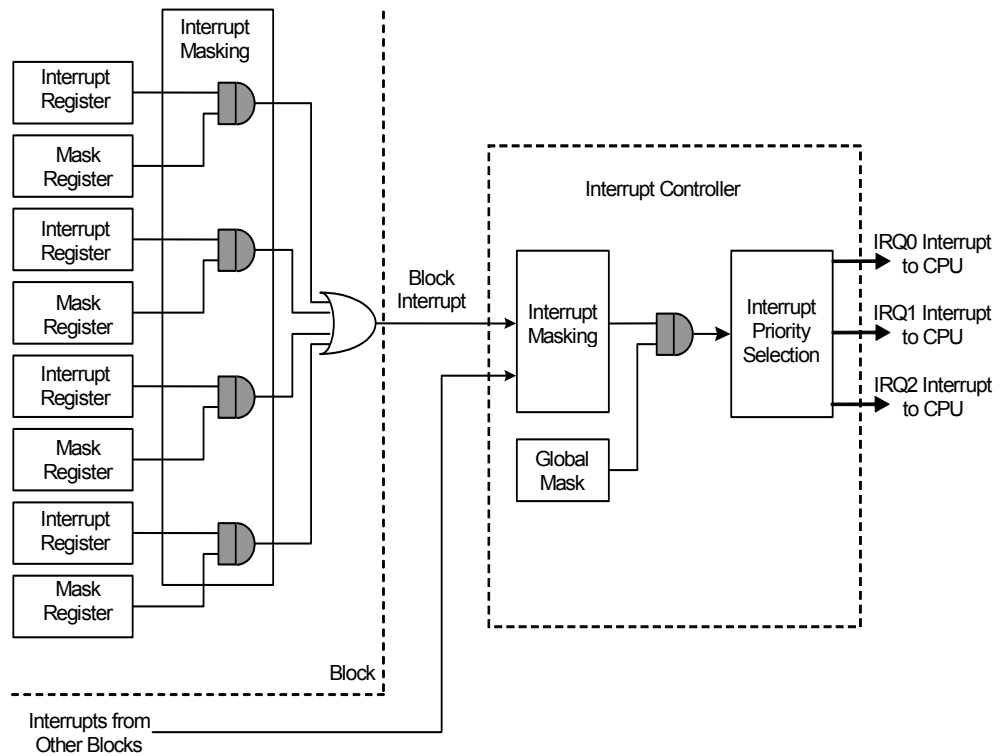 Interrupt
Masking
Interrupt
Register
Mask
Register
Interrupt
Register
Mask
Register
Interrupt
Register
Mask
Register
Interrupt
Register
Mask
Register
Block
Interrupts from
Other Blocks
Block
Interrupt
Interrupt Controller
Interrupt
Masking
Global
Mask
Interrupt
Priority
Selection
IRQ0 Interrupt
to CPU
IRQ1 Interrupt
to CPU
IRQ2 Interrupt
to CPU